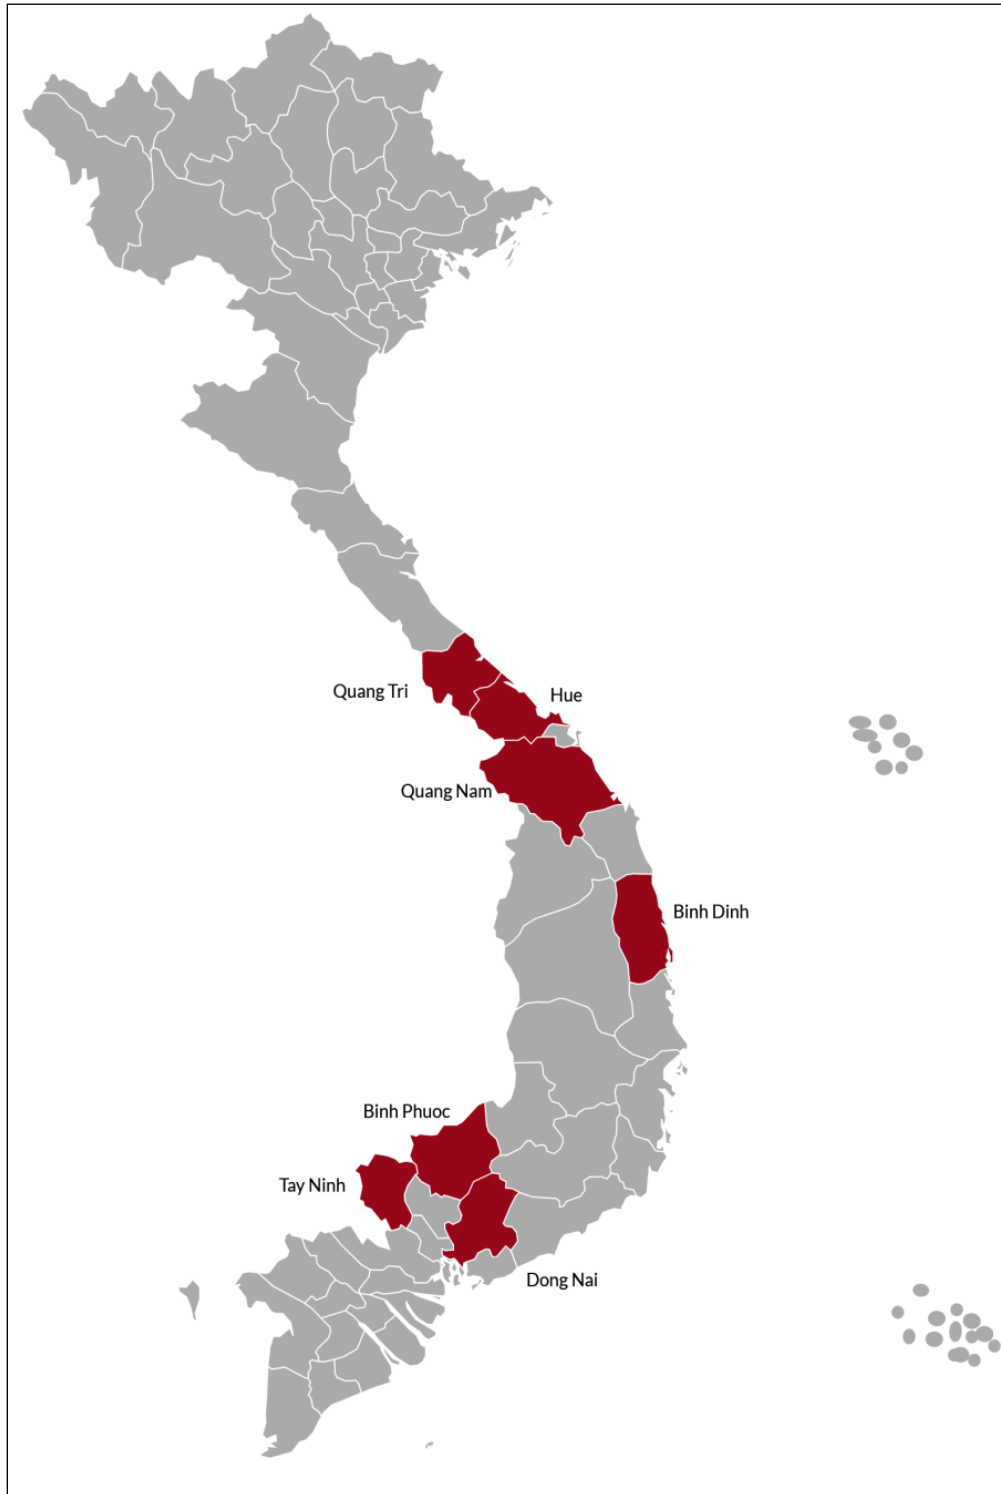 Quang Tri
Hue
Quang Nam
Binh Dinh
Binh Phuoc
Tay Ninh
Dong Nai